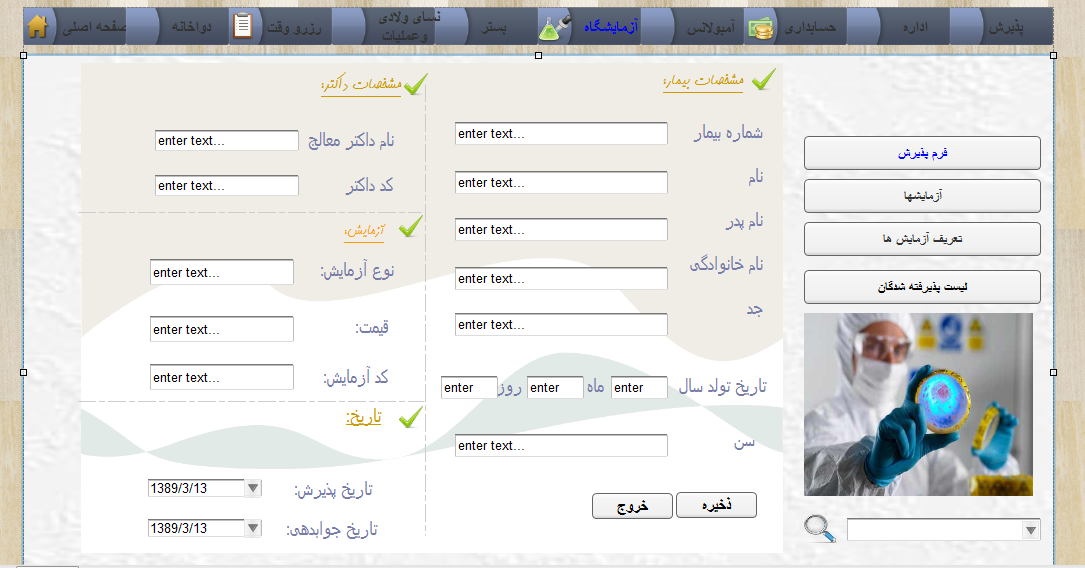 پذیرش
اداره
حسابداری
آمبولانس
آزمایشگاه
بستر
نسای ولادی
وعملیات
رزرو وقت
دواخانه
صفحه اصلی
مشخصات بیمار:
شماره بیمار enter text...
نام enter text...
نام پدر enter text...
نام خانوادگی enter text...
جد enter text...
تاریخ تولد سال enter ماه enter روز enter
سن enter text...
ذخیره
خروج
مشخصات داکتر:
نام داکتر معالج enter text...
کد داکتر enter text...
آزمایش:
نوع آزمایش: enter text...
قیمت: enter text...
کد آزمایش: enter text...
تاریخ:
تاریخ پذیرش: 1389/3/13
تاریخ جوابدهی: 1389/3/13
فرم پذیرش
آزمایشها
تعریف آزمایش ها
لیست پذیرفته شدگان